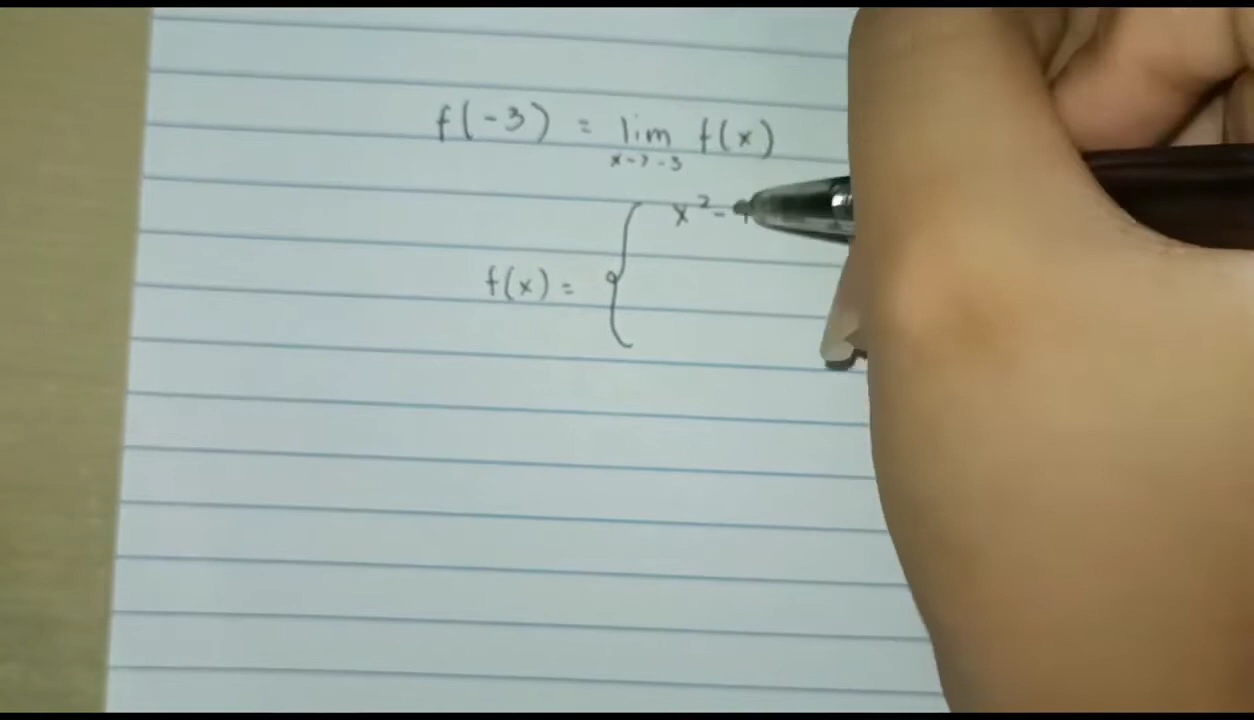 f(-3) = lim f(x)
x→-3
x² -
f(x) = {